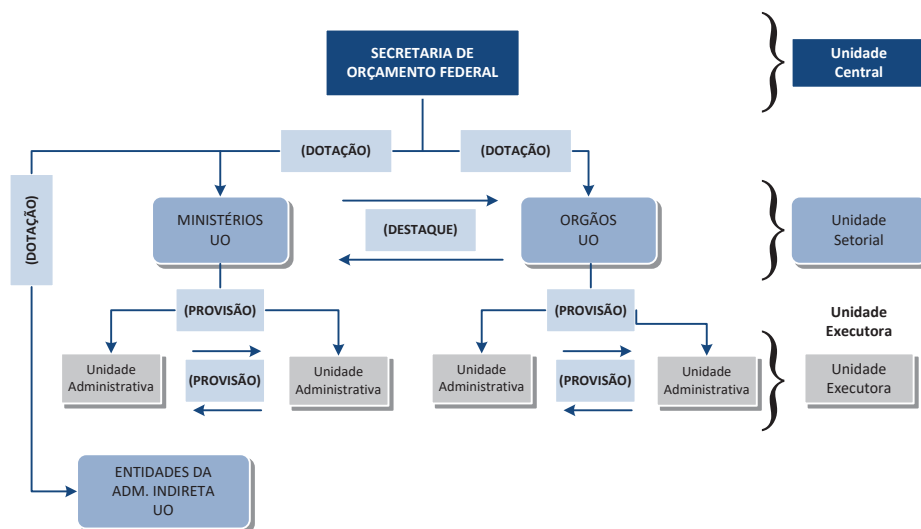 SECRETARIA DE
ORÇAMENTO FEDERAL
Unidade
Central
(DOTAÇÃO)
(DOTAÇÃO)
(DOTAÇÃO)
MINISTÉRIOS
UO
(DESTAQUE)
ORGÃOS
UO
Unidade
Setorial
(PROVISÃO)
(PROVISÃO)
Unidade
Executora
Unidade
Administrativa
(PROVISÃO)
Unidade
Administrativa
Unidade
Administrativa
(PROVISÃO)
Unidade
Administrativa
Unidade
Executora
ENTIDADES DA
ADM. INDIRETA
UO